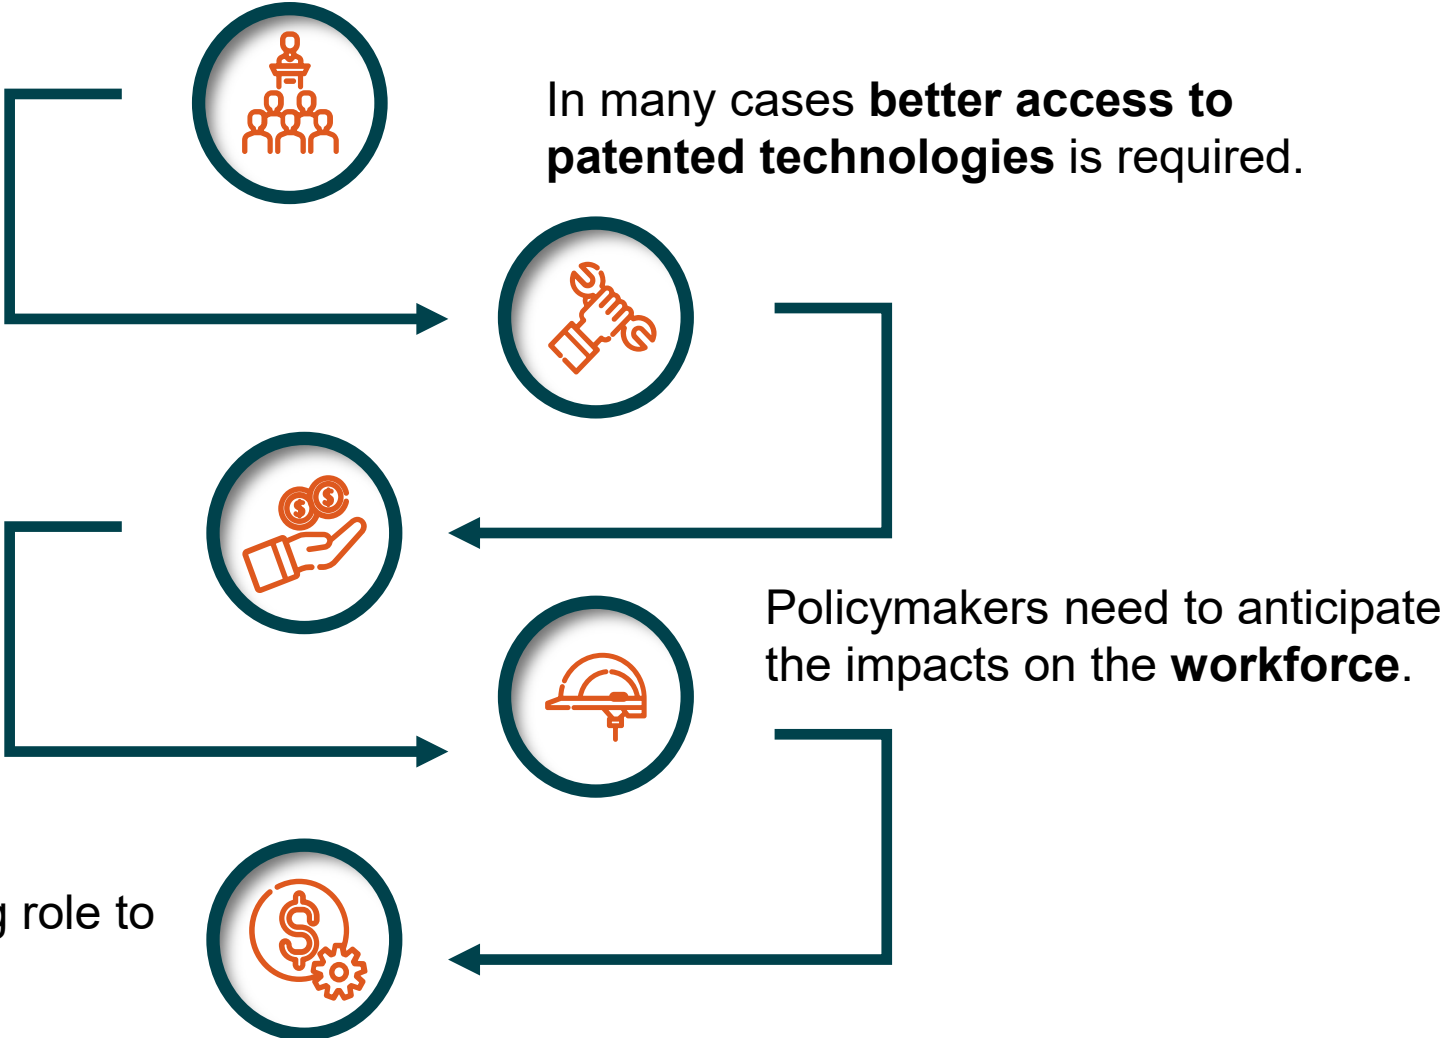 In many cases better access to
patented technologies is required.
Policymakers need to anticipate
the impacts on the workforce.
role to